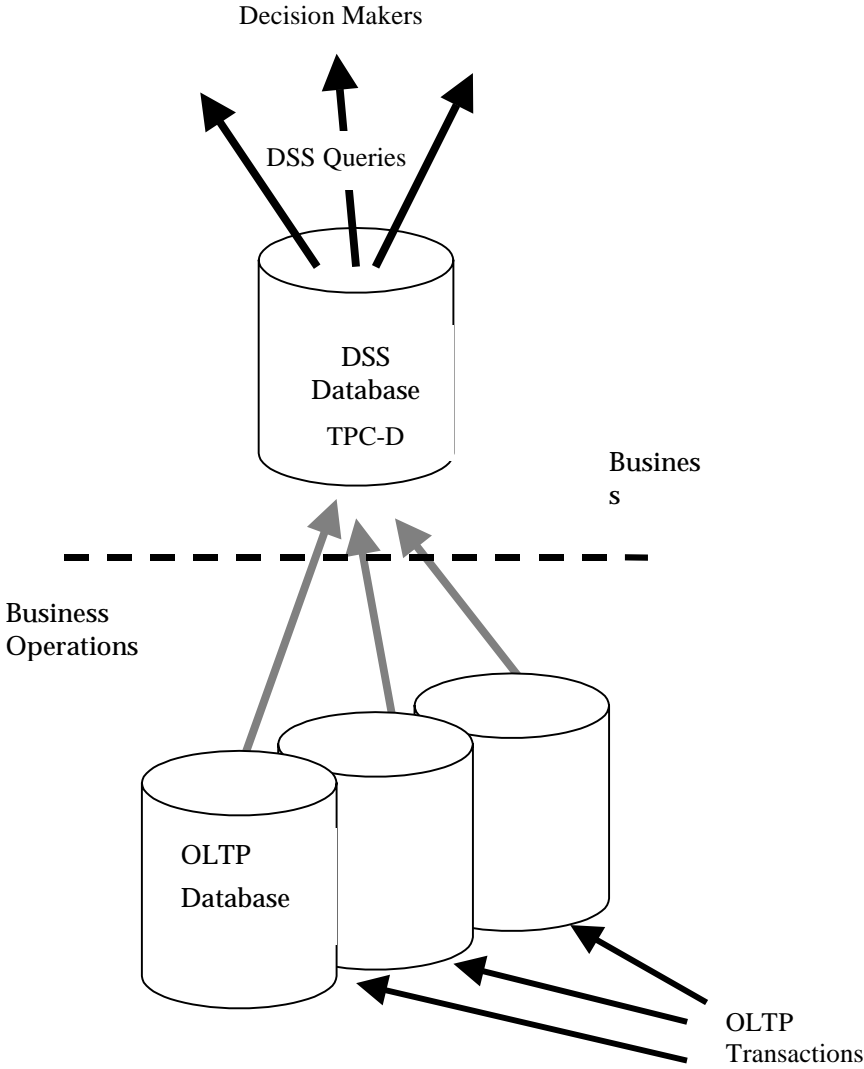 Decision Makers
DSS Queries
DSS
Database
TPC-D
Busines
s
Business
Operations
OLTP
Database
OLTP
Transactions